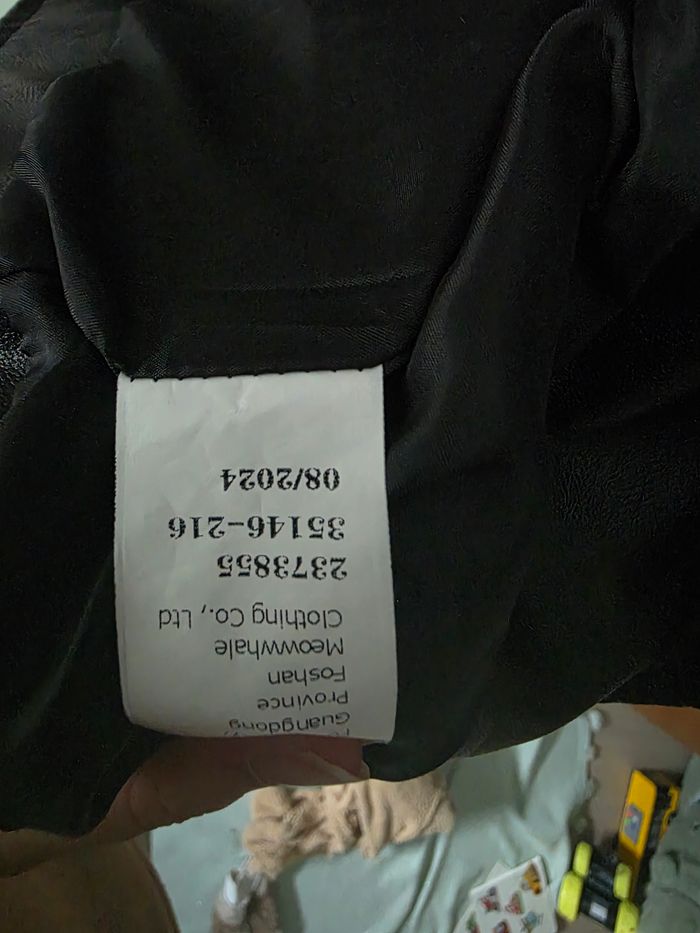 Guangdong
Province
Foshan
Meowwhale
Clothing Co., Ltd
2373855
35146-216
08/2024